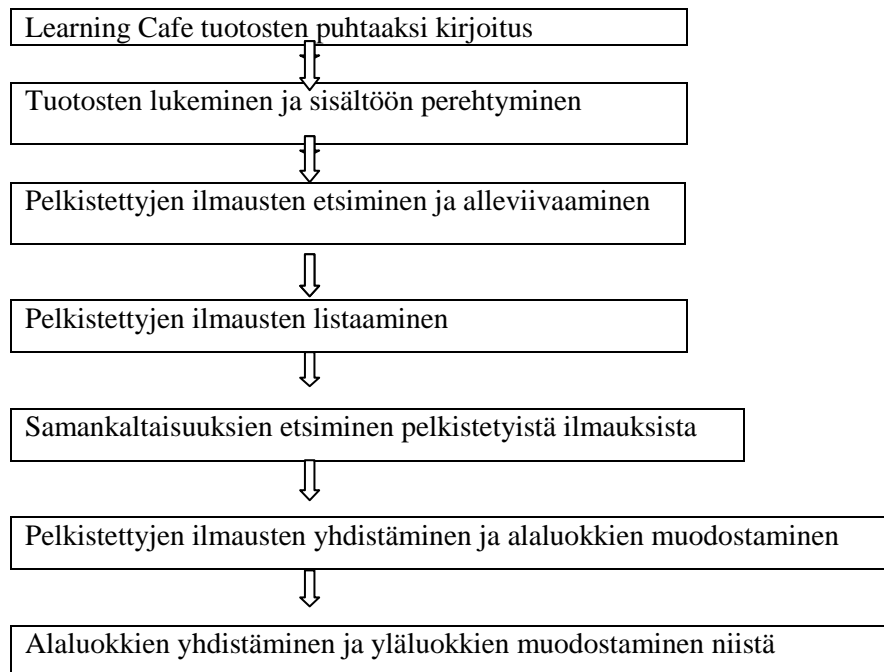 Learning Cafe tuotosten puhtaaksi kirjoitus
Tuotosten lukeminen ja sisältöön perehtyminen
Pelkistettyjen ilmausten etsiminen ja alleviivaaminen
Pelkistettyjen ilmausten listaaminen
Samankaltaisuuksien etsiminen pelkistetyistä ilmauksista
Pelkistettyjen ilmausten yhdistäminen ja alaluokkien muodostaminen
Alaluokkien yhdistäminen ja yläluokkien muodostaminen niistä